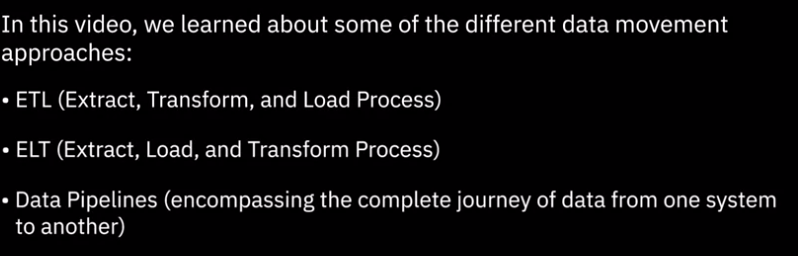 In this video, we learned about some of the different data movement
approaches:
• ETL (Extract, Transform, and Load Process)
• ELT (Extract, Load, and Transform Process)
• Data Pipelines (encompassing the complete journey of data from one system
to another)